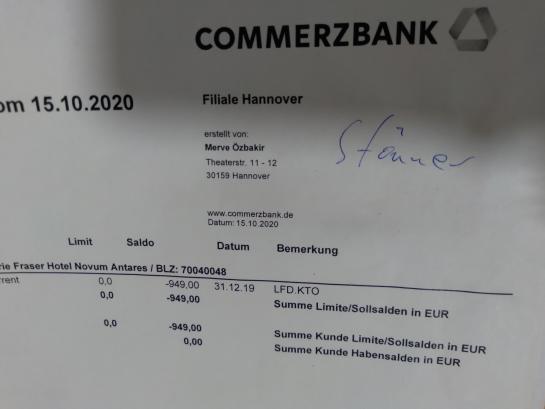 COMMERZBANK
om 15.10.2020
Filiale Hannover
erstellt von:
Merve Özbakir
Theaterstr. 11 - 12
30159 Hannover
www.commerzbank.de
Datum: 15.10.2020
Limit Saldo Datum Bemerkung
rie Fraser Hotel Novum Antares / BLZ: 70040048
rrent 0,0 -949,00 31.12.19 LFD.KTO
0,0 -949,00 Summe Limite/Sollsalden in EUR
0,0 -949,00 Summe Kunde Limite/Sollsalden in EUR
0,00 Summe Kunde Habensalden in EUR